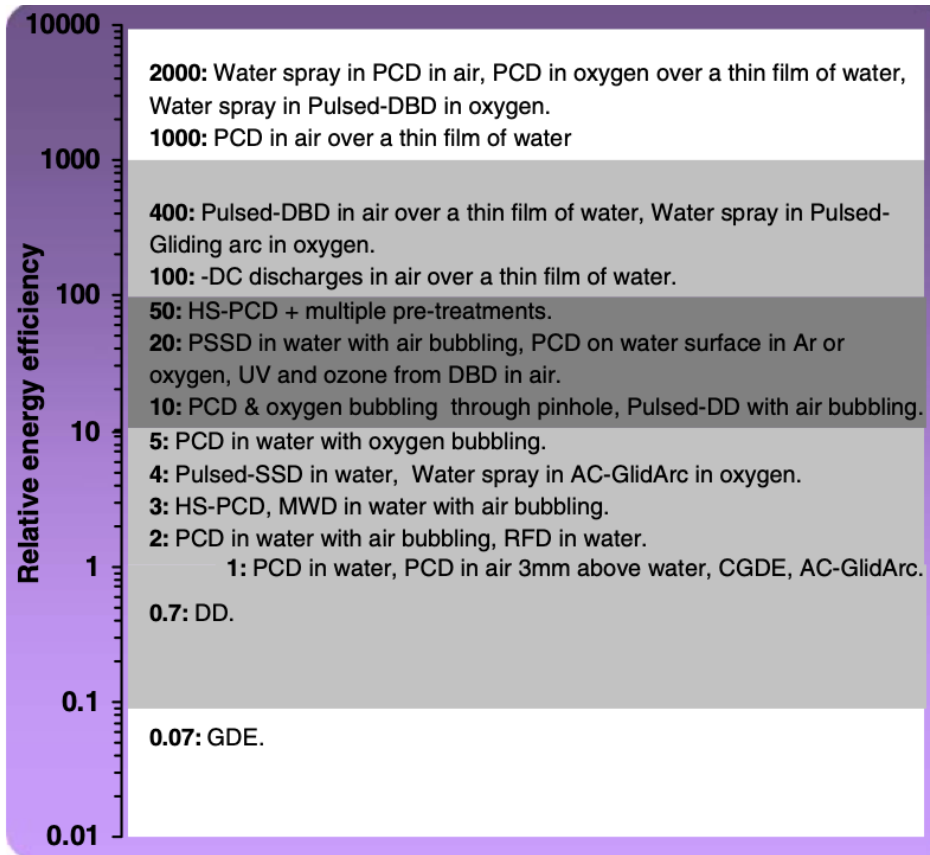 10000
2000: Water spray in PCD in air, PCD in oxygen over a thin film of water,
Water spray in Pulsed-DBD in oxygen.
1000: PCD in air over a thin film of water
1000
400: Pulsed-DBD in air over a thin film of water, Water spray in Pulsed-
Gliding arc in oxygen.
100: -DC discharges in air over a thin film of water.
100
50: HS-PCD + multiple pre-treatments.
20: PSSD in water with air bubbling, PCD on water surface in Ar or
oxygen, UV and ozone from DBD in air.
10: PCD & oxygen bubbling through pinhole, Pulsed-DD with air bubbling.
10
5: PCD in water with oxygen bubbling.
4: Pulsed-SSD in water, Water spray in AC-GlidArc in oxygen.
3: HS-PCD, MWD in water with air bubbling.
2: PCD in water with air bubbling, RFD in water.
1
1: PCD in water, PCD in air 3mm above water, CGDE, AC-GlidArc.
0.7: DD.
0.1
0.07: GDE.
0.01
Relative energy efficiency